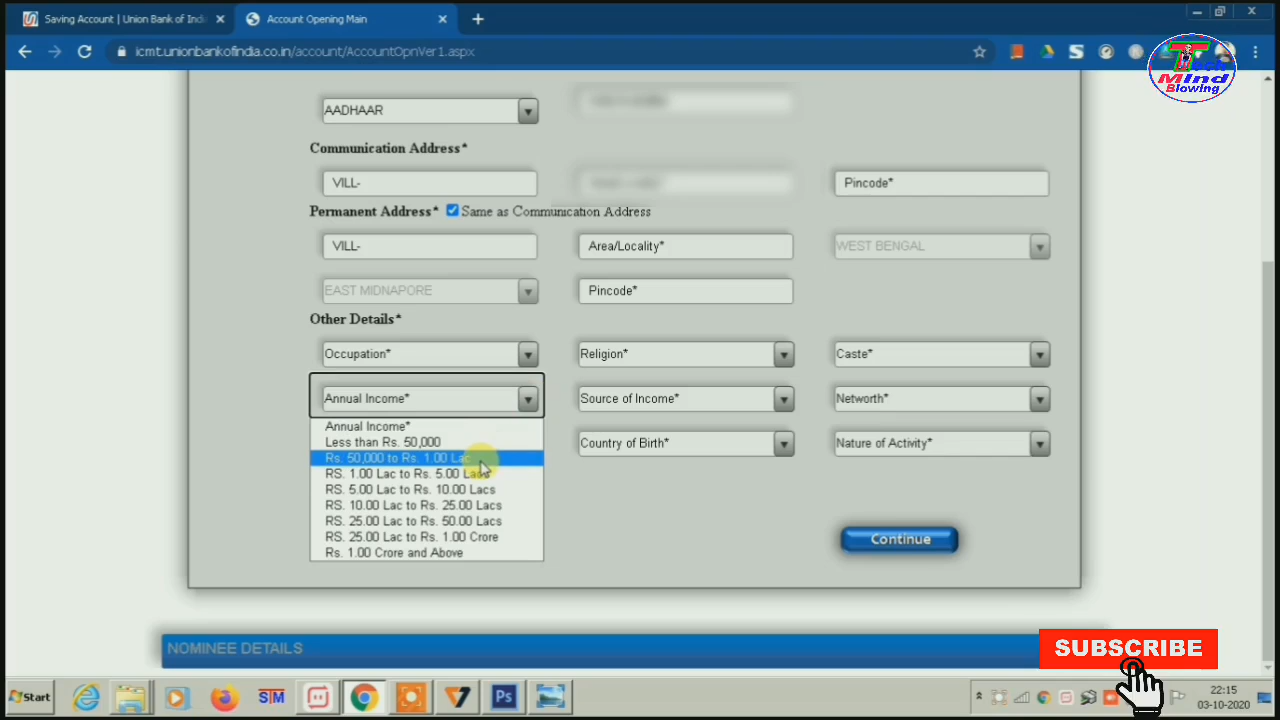 Saving Account | Union Bank of Indi
Account Opening Main
icmt.unionbankofindia.co.in/account/AccountOpnVer1.aspx
Tech
Mind
Blowing
AADHAAR
Communication Address*
VILL-
Pincode*
Permanent Address* Same as Communication Address
VILL-
Area/Locality*
WEST BENGAL
EAST MIDNAPORE
Pincode*
Other Details*
Occupation*
Religion*
Caste*
Annual Income*
Source of Income*
Networth*
Annual Income*
Less than Rs. 50,000
Country of Birth*
Nature of Activity*
Rs. 50,000 to Rs. 1.00 Lac
RS. 1.00 Lac to Rs. 5.00 Lacs
RS. 5.00 Lac to Rs. 10.00 Lacs
RS. 10.00 Lac to Rs. 25.00 Lacs
RS. 25.00 Lac to Rs. 50.00 Lacs
RS. 25.00 Lac to Rs. 1.00 Crore
Rs. 1.00 Crore and Above
Continue
NOMINEE DETAILS
SUBSCRIBE
Start
SIM
Ps
22:15
03-10-2020